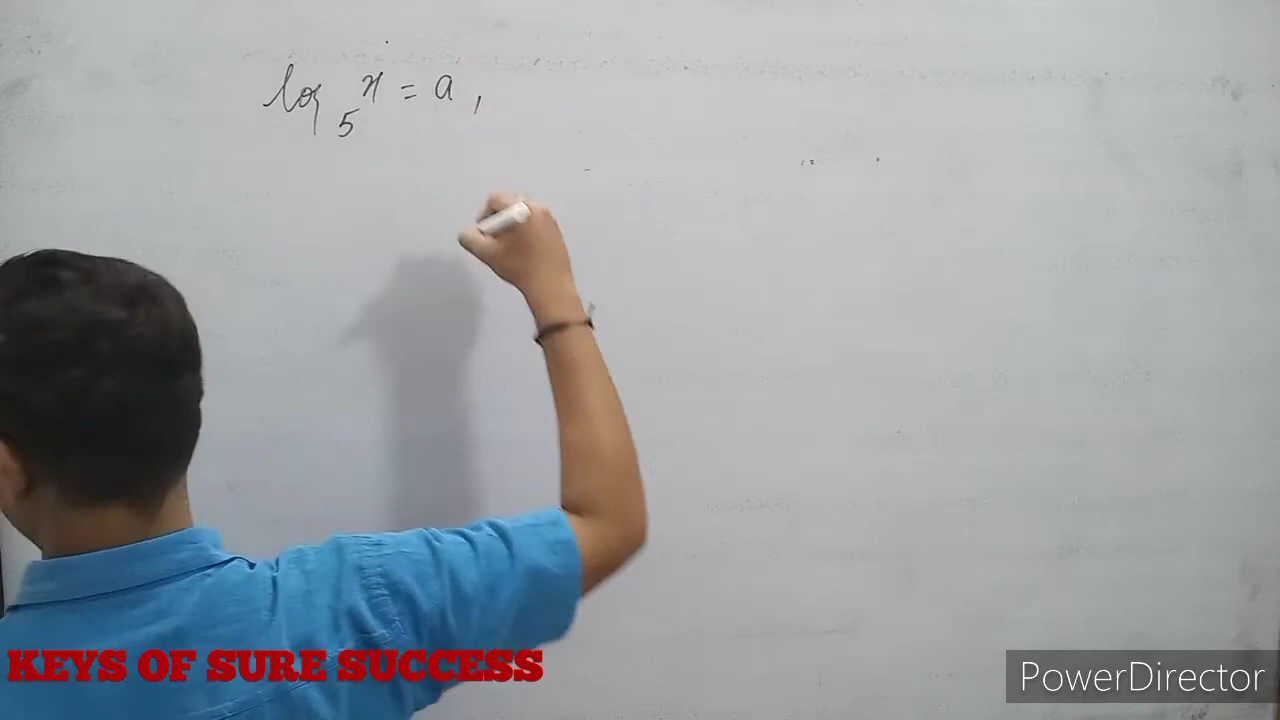 log₅ x = a,
KEYS OF SURE SUCCESS
PowerDirector